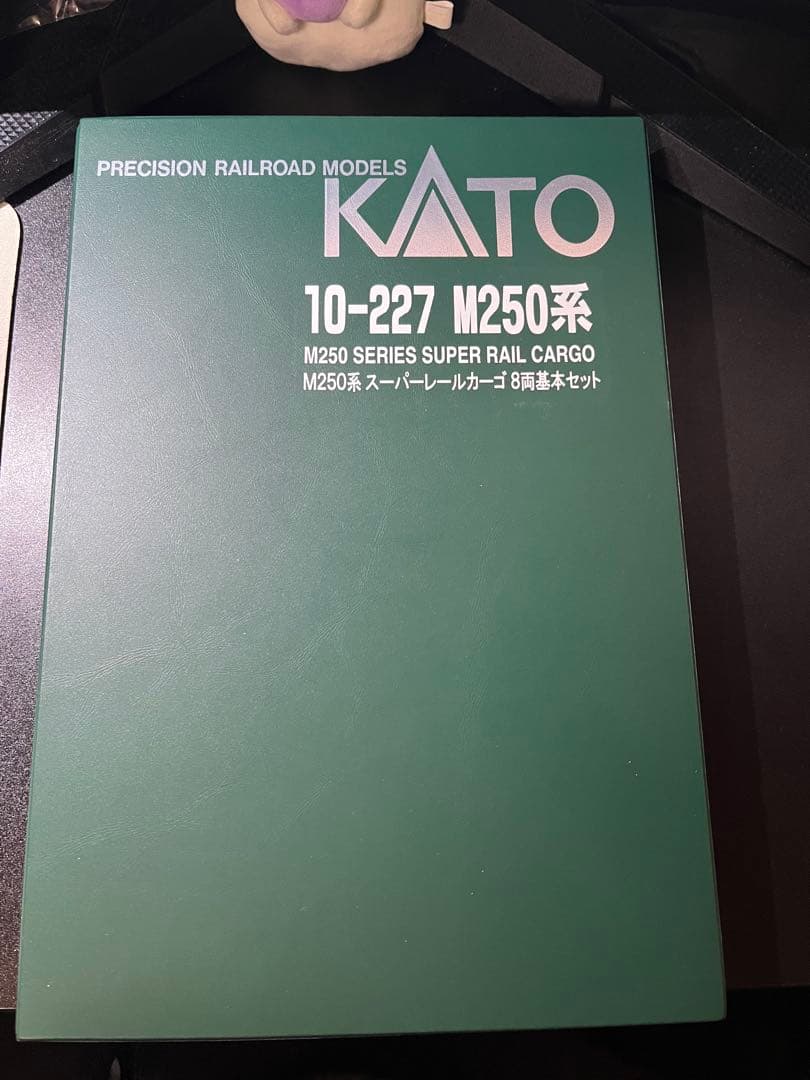 PRECISION RAILROAD MODELS
KATO
10-227 M250系
M250 SERIES SUPER RAIL CARGO
M250系 スーパーレールカーゴ 8両基本セット